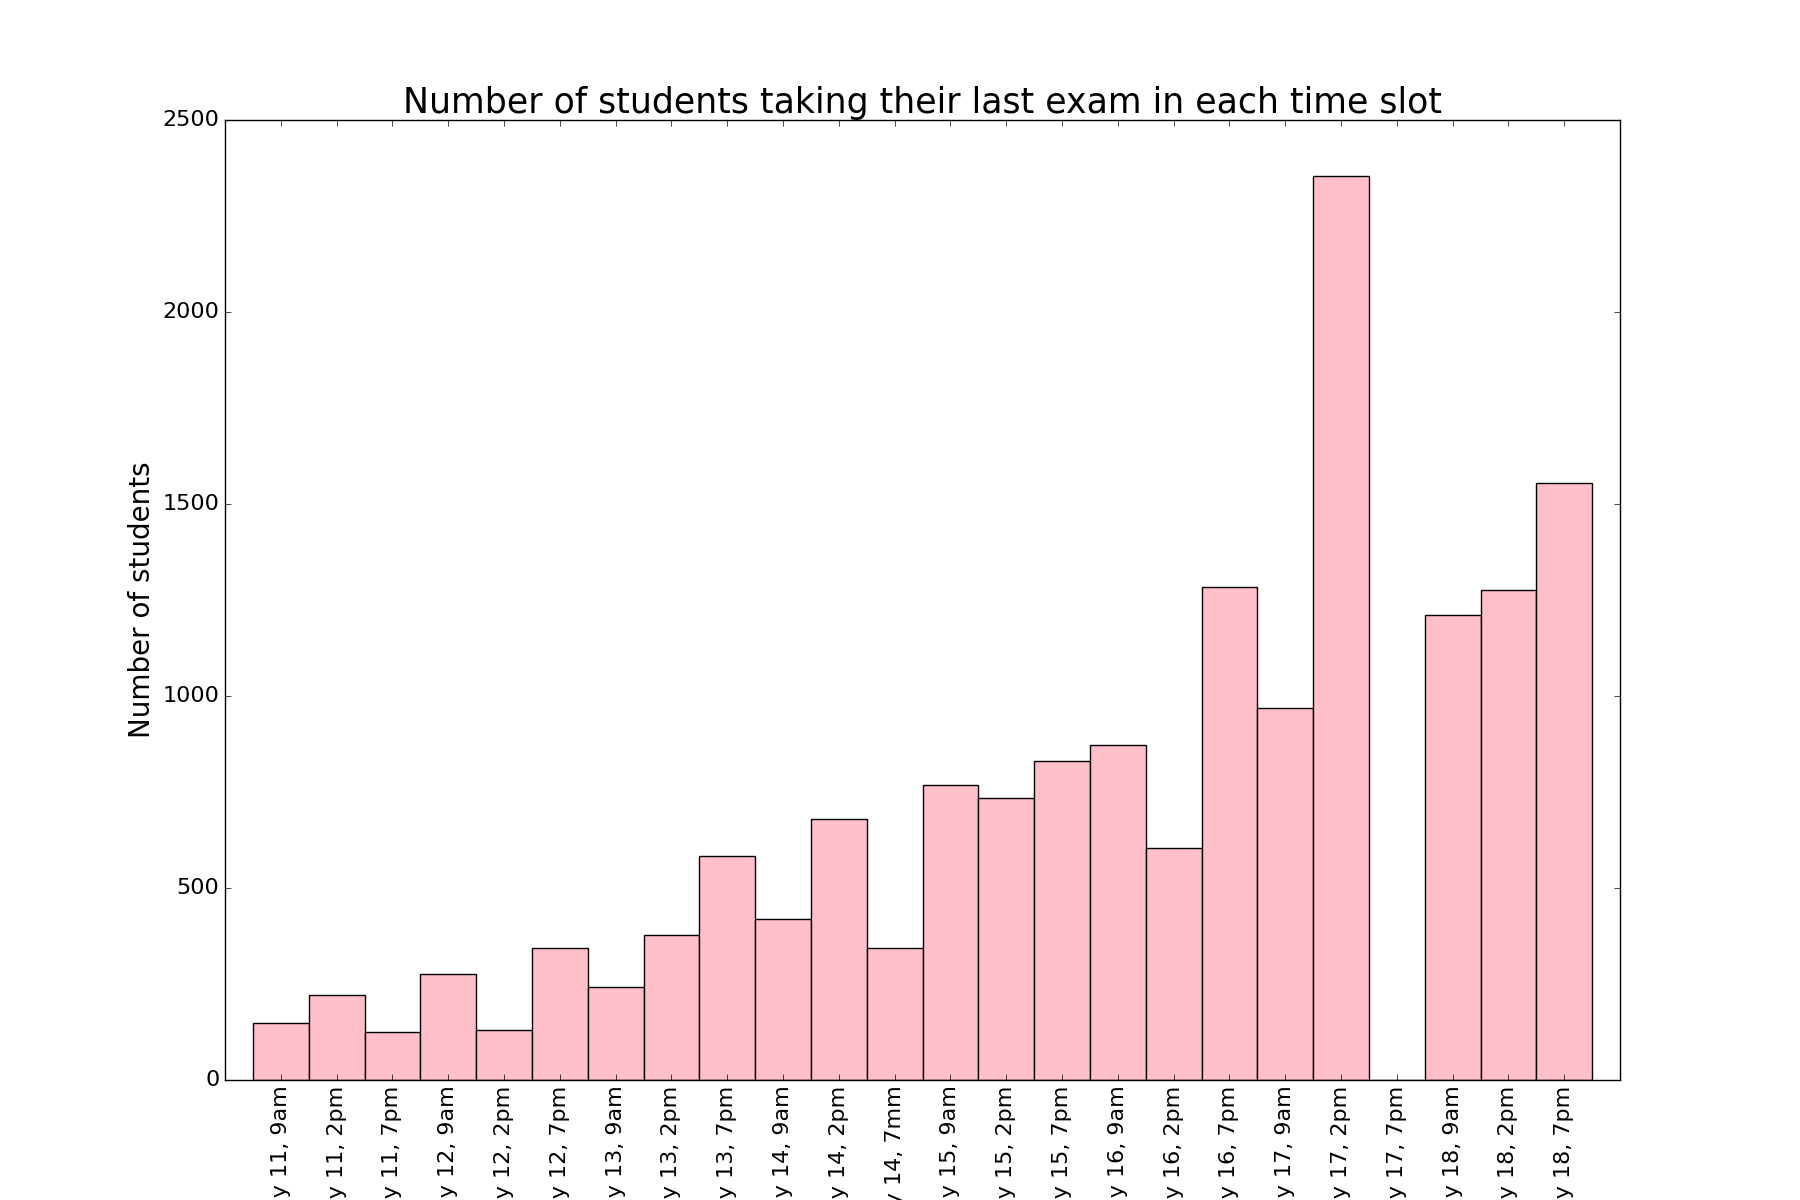 Number of students taking their last exam in each time slot
Number of students
2500
2000
1500
1000
500
0
y 11, 9am
y 11, 2pm
y 11, 7pm
y 12, 9am
y 12, 2pm
y 12, 7pm
y 13, 9am
y 13, 2pm
y 13, 7pm
y 14, 9am
y 14, 2pm
y 14, 7mm
y 15, 9am
y 15, 2pm
y 15, 7pm
y 16, 9am
y 16, 2pm
y 16, 7pm
y 17, 9am
y 17, 2pm
y 17, 7pm
y 18, 9am
y 18, 2pm
y 18, 7pm